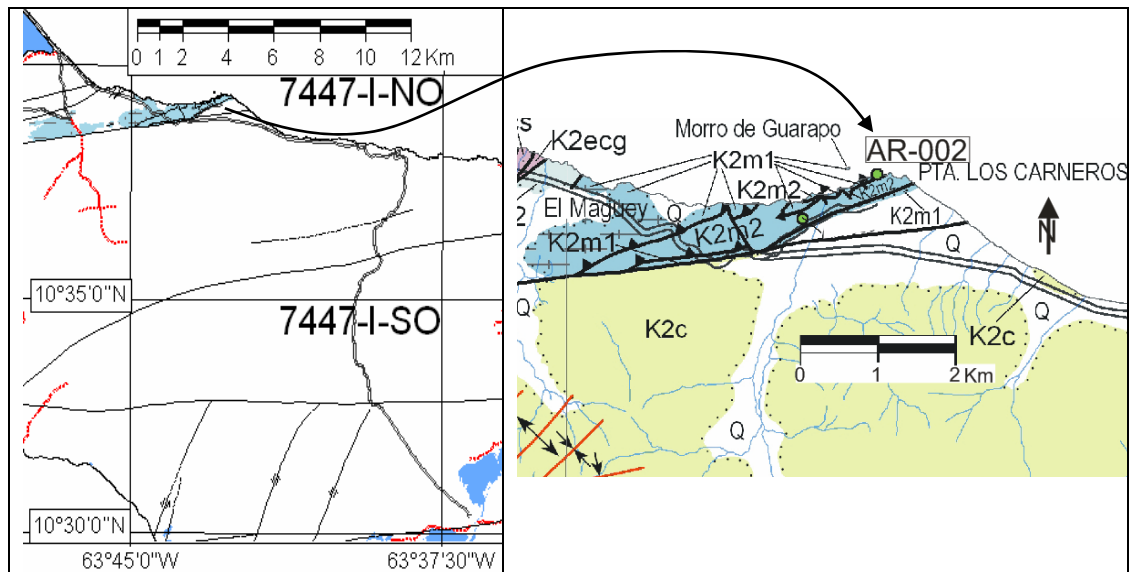 0 1 2 4 6 8 10 12 Km
7447-I-NO
10°35'0"N
7447-I-SO
10°30'0"N
63°45'0"W 63°37'30"W
s
K2ecg
Morro de Guarapo
K2m1
AR-002
PTA. LOS CARNEROS
K2m2
K2m2
K2m1
2
El Maguey
Q
K2m1
K2m2
Q
N
Q
K2c
K2c
Q
0 1 2 Km
Q